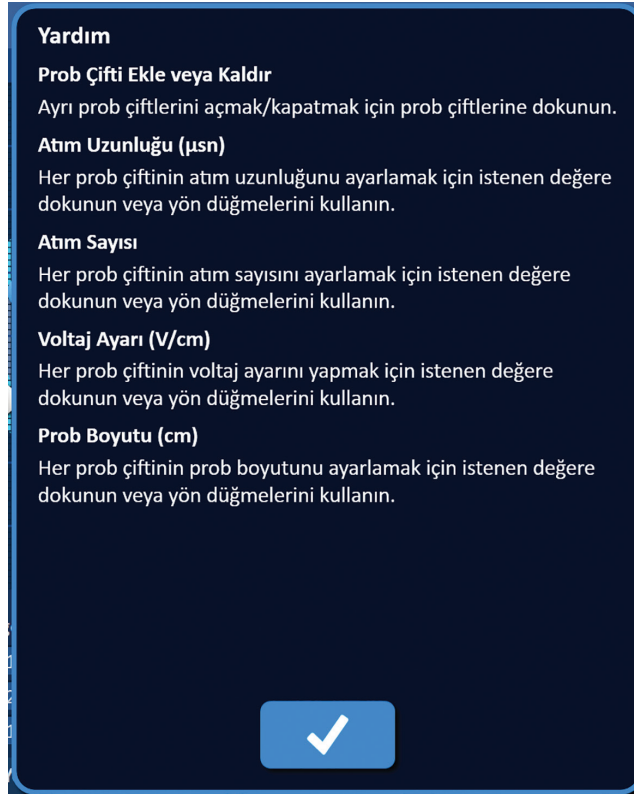 Yardım
Prob Çifti Ekle veya Kaldır
Ayrı prob çiftlerini açmak/kapatmak için prob çiftlerine dokunun.
Atım Uzunluğu (µsn)
Her prob çiftinin atım uzunluğunu ayarlamak için istenen değere
dokunun veya yön düğmelerini kullanın.
Atım Sayısı
Her prob çiftinin atım sayısını ayarlamak için istenen değere
dokunun veya yön düğmelerini kullanın.
Voltaj Ayarı (V/cm)
Her prob çiftinin voltaj ayarını yapmak için istenen değere
dokunun veya yön düğmelerini kullanın.
Prob Boyutu (cm)
Her prob çiftinin prob boyutunu ayarlamak için istenen değere
dokunun veya yön düğmelerini kullanın.